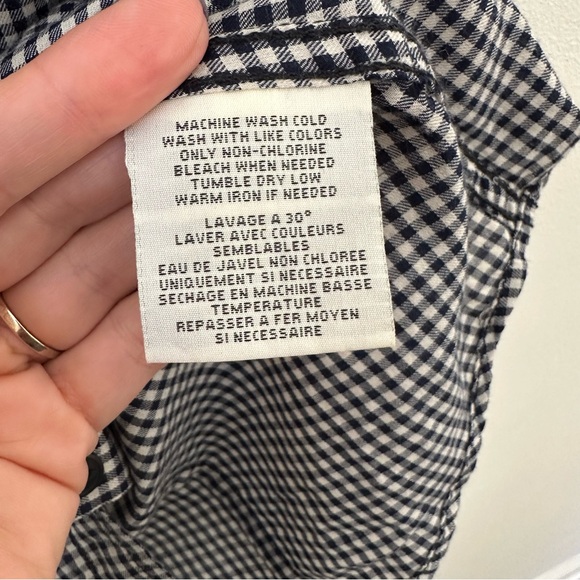 MACHINE WASH COLD
WASH WITH LIKE COLORS
ONLY NON-CHLORINE
BLEACH WHEN NEEDED
TUMBLE DRY LOW
WARM IRON IF NEEDED
LAVAGE A 30°
LAVER AVEC COULEURS
SEMBLABLES
EAU DE JAVEL NON CHLOREE
UNIQUEMENT SI NECESSAIRE
SECHAGE EN MACHINE BASSE
TEMPERATURE
REPASSER A FER MOYEN
SI NECESSAIRE